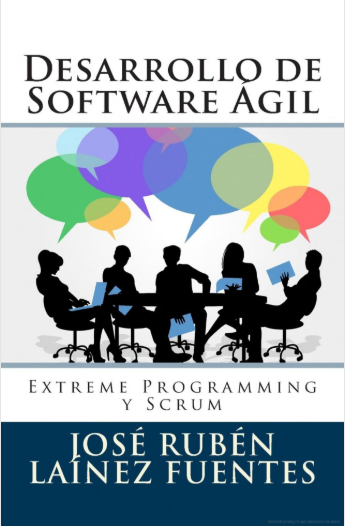 DESARROLLO DE
SOFTWARE ÁGIL
EXTREME PROGRAMMING
Y SCRUM
JOSÉ RUBÉN
LAÍNEZ FUENTES